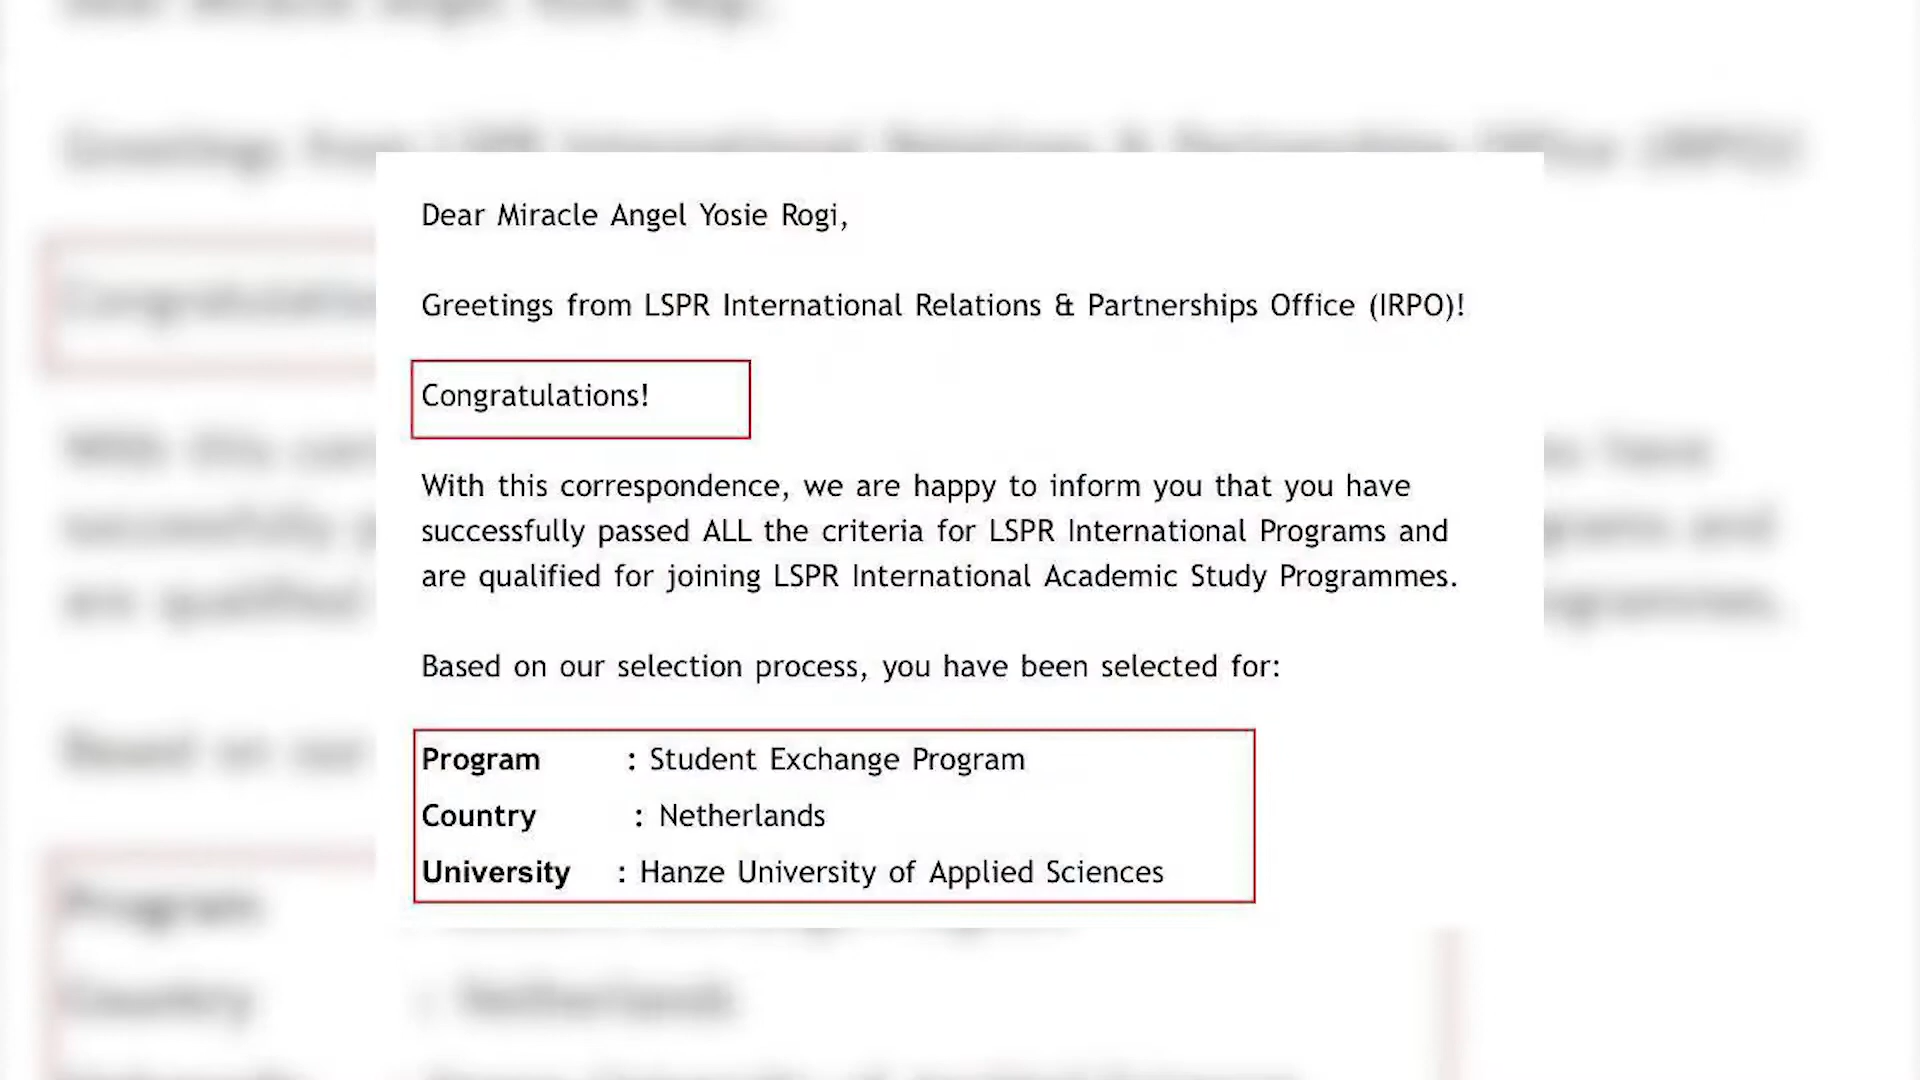 Dear Miracle Angel Yosie Rogi,
Greetings from LSPR International Relations & Partnerships Office (IRPO)!
Congratulations!
With this correspondence, we are happy to inform you that you have
successfully passed ALL the criteria for LSPR International Programs and
are qualified for joining LSPR International Academic Study Programmes.
Based on our selection process, you have been selected for:
Program : Student Exchange Program
Country : Netherlands
University : Hanze University of Applied Sciences